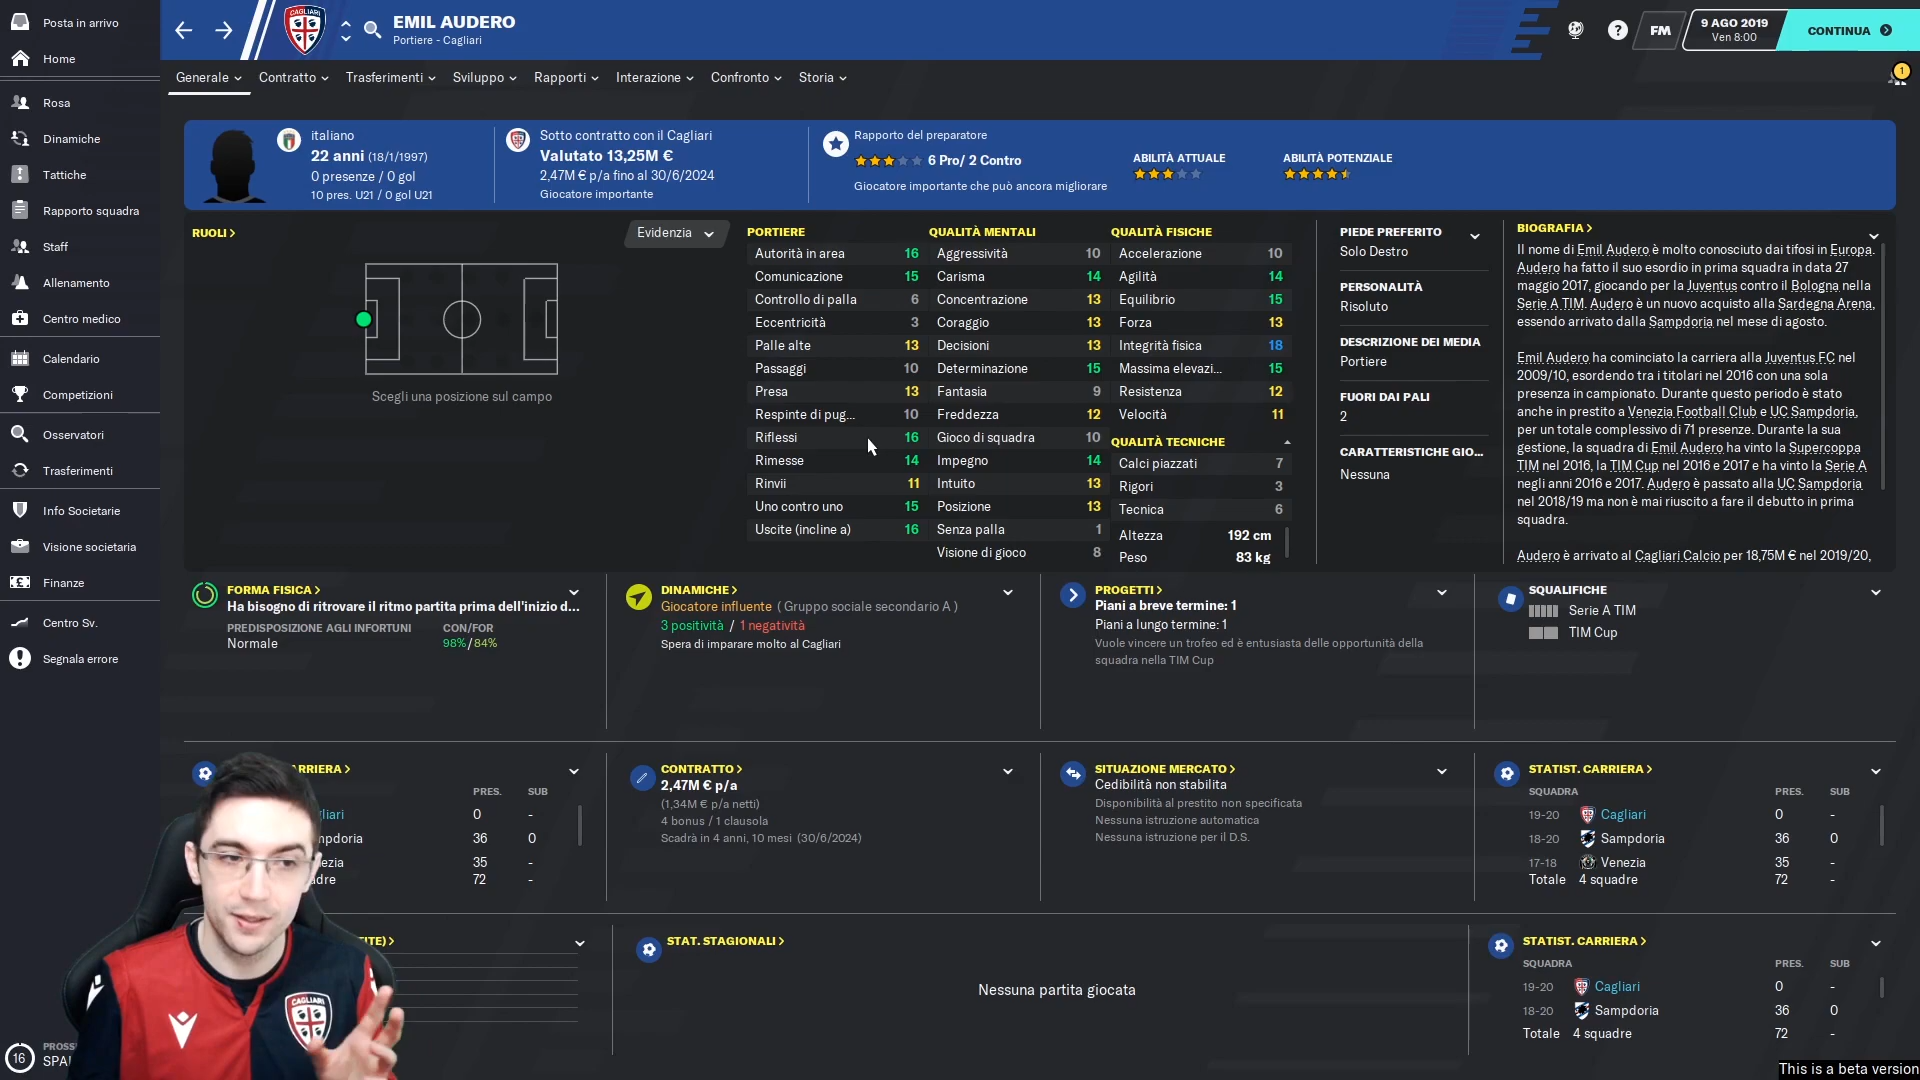 Posta in arrivo
Home
Rosa
Dinamiche
Tattiche
Rapporto squadra
Staff
Allenamento
Centro medico
Calendario
Competizioni
Osservatori
Trasferimenti
Info Societarie
Visione societaria
Finanze
Centro Sv.
Segnala errore
CAGLIARI
EMIL AUDERO
Portiere - Cagliari
?
FM
9 AGO 2019
Ven 8:00
CONTINUA
Generale
Contratto
Trasferimenti
Sviluppo
Rapporti
Interazione
Confronto
Storia
1
italiano
22 anni (18/1/1997)
0 presenze / 0 gol
10 pres. U21 / 0 gol U21
Sotto contratto con il Cagliari
Valutato 13,25M €
2,47M € p/a fino al 30/6/2024
Giocatore importante
Rapporto del preparatore
6 Pro/ 2 Contro
Giocatore importante che può ancora migliorare
ABILITÀ ATTUALE
ABILITÀ POTENZIALE
RUOLI >
Evidenzia
Scegli una posizione sul campo
PORTIERE
Autorità in area 16
Comunicazione 15
Controllo di palla 6
Eccentricità 3
Palle alte 13
Passaggi 10
Presa 13
Respinte di pug... 10
Riflessi 16
Rimesse 14
Rinvii 11
Uno contro uno 15
Uscite (incline a) 16
QUALITÀ MENTALI
Aggressività 10
Carisma 14
Concentrazione 13
Coraggio 13
Decisioni 13
Determinazione 15
Fantasia 9
Freddezza 12
Gioco di squadra 10
Impegno 14
Intuito 13
Posizione 13
Senza palla 1
Visione di gioco 8
QUALITÀ FISICHE
Accelerazione 10
Agilità 14
Equilibrio 15
Forza 13
Integrità fisica 18
Massima elevazi... 15
Resistenza 12
Velocità 11
QUALITÀ TECNICHE
Calci piazzati 7
Rigori 3
Tecnica 6
Altezza 192 cm
Peso 83 kg
PIEDE PREFERITO
Solo Destro
PERSONALITÀ
Risoluto
DESCRIZIONE DEI MEDIA
Portiere
FUORI DAI PALI
2
CARATTERISTICHE GIO...
Nessuna
BIOGRAFIA >
Il nome di Emil Audero è molto conosciuto dai tifosi in Europa.
Audero ha fatto il suo esordio in prima squadra in data 27
maggio 2017, giocando per la Juventus contro il Bologna nella
Serie A TIM. Audero è un nuovo acquisto alla Sardegna Arena,
essendo arrivato dalla Sampdoria nel mese di agosto.
Emil Audero ha cominciato la carriera alla Juventus FC nel
2009/10, esordendo tra i titolari nel 2016 con una sola
presenza in campionato. Durante questo periodo è stato
anche in prestito a Venezia Football Club e UC Sampdoria,
per un totale complessivo di 71 presenze. Durante la sua
gestione, la squadra di Emil Audero ha vinto la Supercoppa
TIM nel 2016, la TIM Cup nel 2016 e 2017 e ha vinto la Serie A
negli anni 2016 e 2017. Audero è passato alla UC Sampdoria
nel 2018/19 ma non è mai riuscito a fare il debutto in prima
squadra.
Audero è arrivato al Cagliari Calcio per 18,75M € nel 2019/20,
FORMA FISICA >
Ha bisogno di ritrovare il ritmo partita prima dell'inizio d...
PREDISPOSIZIONE AGLI INFORTUNI
Normale
CON/FOR
98%/84%
DINAMICHE >
Giocatore influente ( Gruppo sociale secondario A )
3 positività / 1 negatività
Spera di imparare molto al Cagliari
PROGETTI >
Piani a breve termine: 1
Piani a lungo termine: 1
Vuole vincere un trofeo ed è entusiasta delle opportunità della
squadra nella TIM Cup
SQUALIFICHE
Serie A TIM
TIM Cup
ARRIERA >
PRES. SUB
gliari 0 -
mpdoria 36 0
ezia 35 -
adre 72 -
CONTRATTO >
2,47M € p/a
(1,34M € p/a netti)
4 bonus / 1 clausola
Scadrà in 4 anni, 10 mesi (30/6/2024)
SITUAZIONE MERCATO >
Cedibilità non stabilita
Disponibilità al prestito non specificata
Nessuna istruzione automatica
Nessuna istruzione per il D.S.
STATIST. CARRIERA >
SQUADRA PRES. SUB
19-20 Cagliari 0 -
18-20 Sampdoria 36 0
17-18 Venezia 35 -
Totale 4 squadre 72 -
TITE) >
STAT. STAGIONALI >
Nessuna partita giocata
STATIST. CARRIERA >
SQUADRA PRES. SUB
19-20 Cagliari 0 -
18-20 Sampdoria 36 0
Totale 4 squadre 72 -
CAGLIARI
16
PROSS
SPAL
This is a beta version